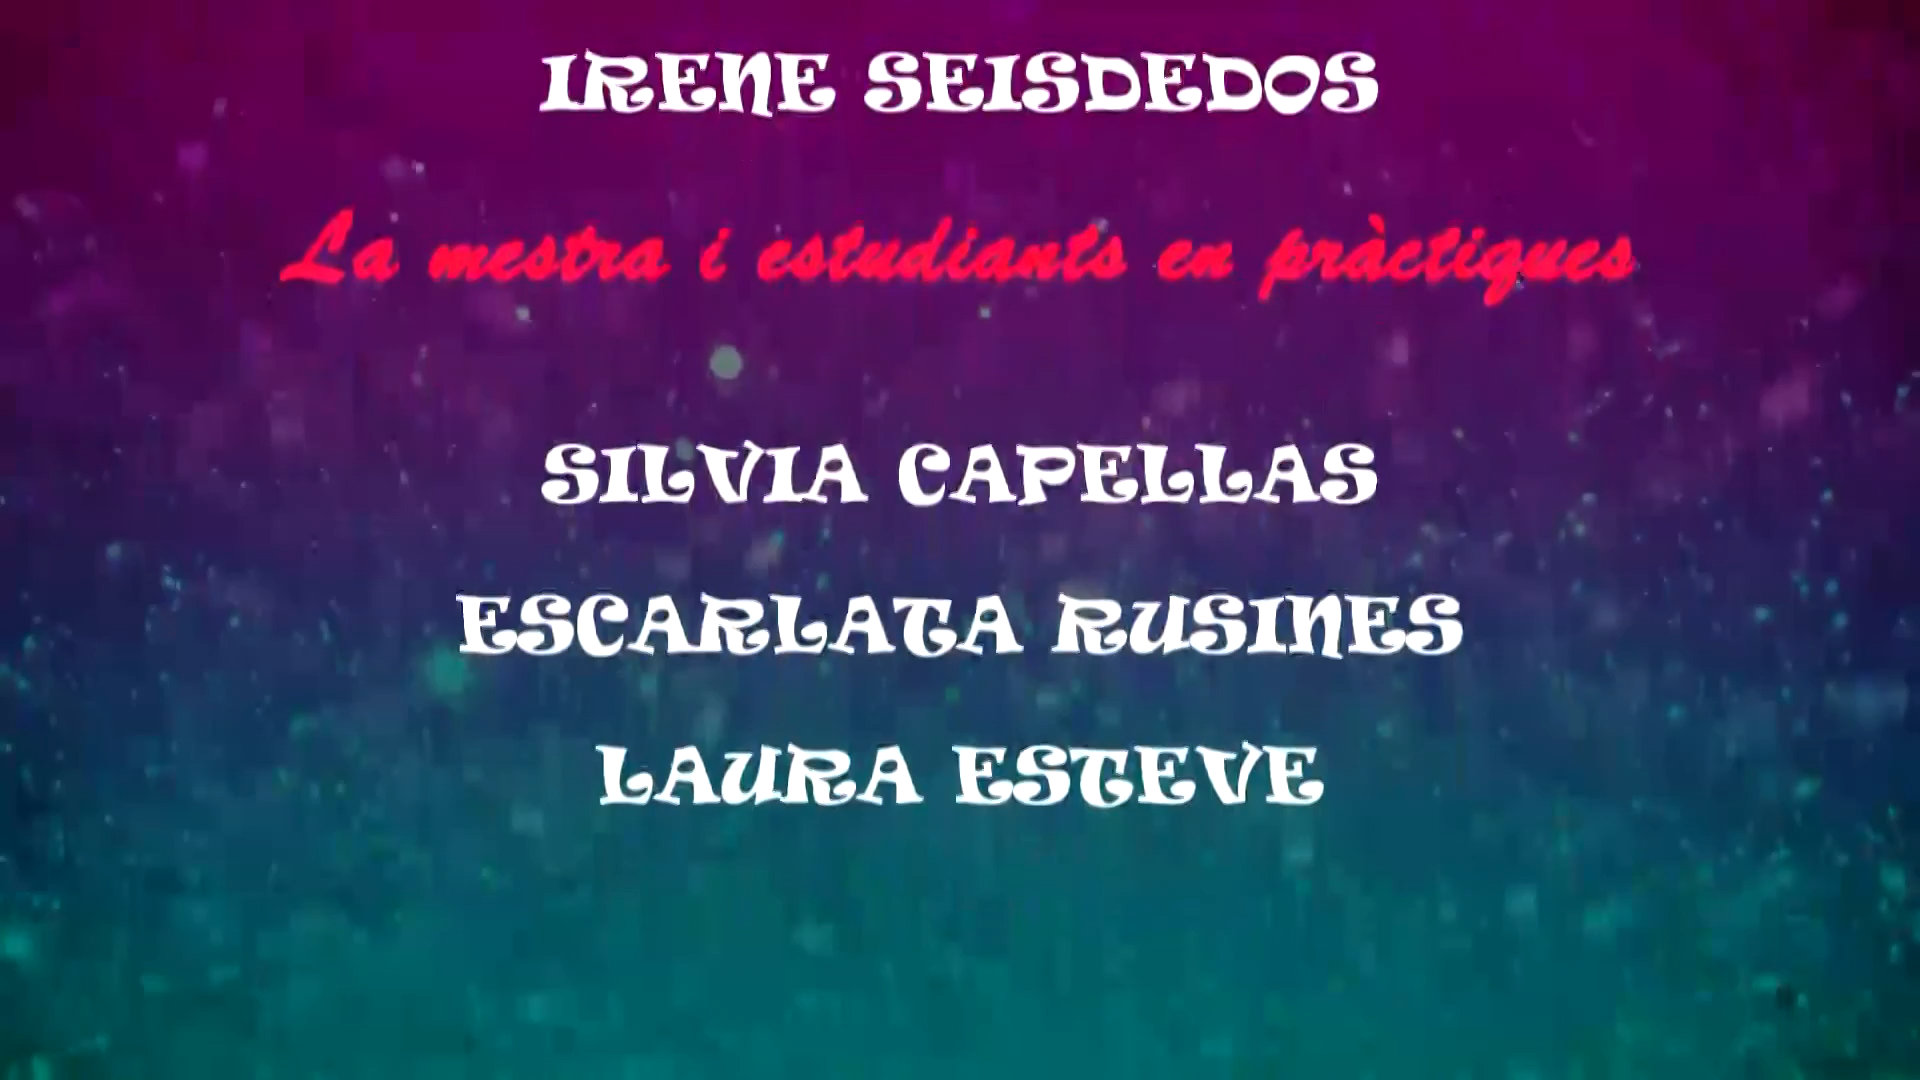 IRENE SEISDEDOS
La mestra i estudiants en pràctiques
SILVIA CAPELLAS
ESCARLATA RUSINES
LAURA ESTEVE